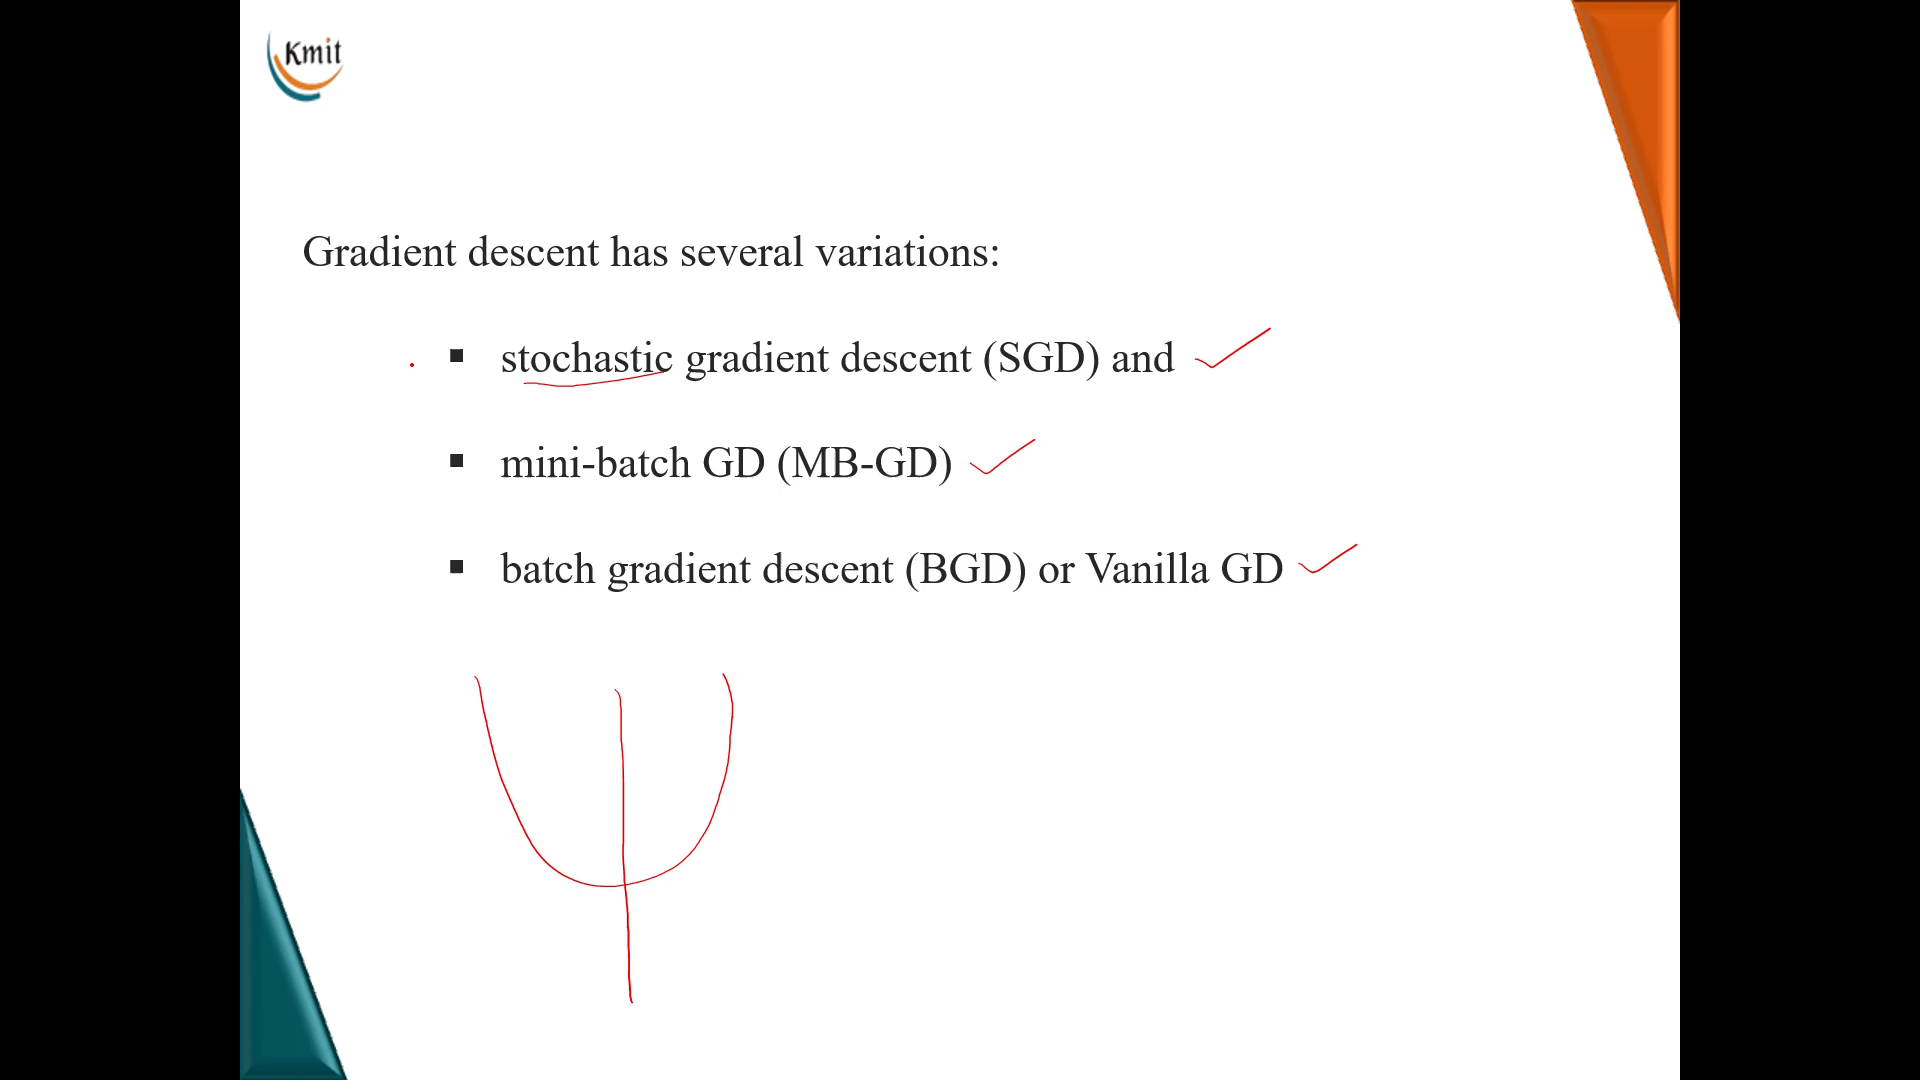 Kmit
Gradient descent has several variations:
▪ stochastic gradient descent (SGD) and
▪ mini-batch GD (MB-GD)
▪ batch gradient descent (BGD) or Vanilla GD